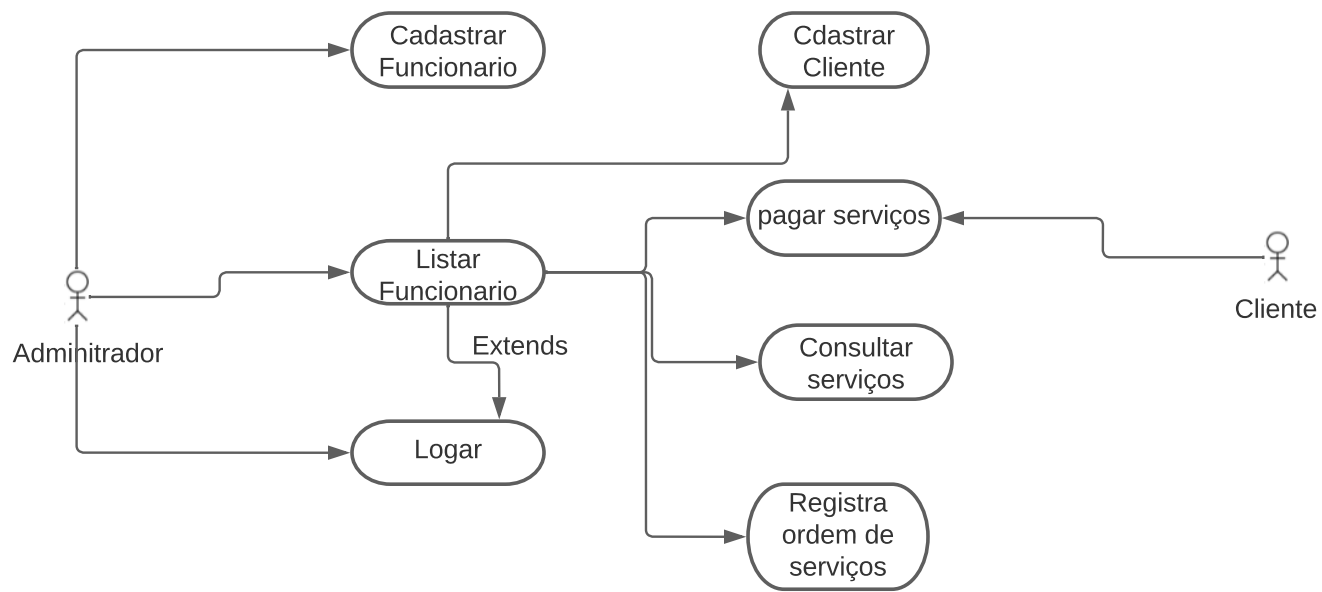 Cadastrar
Funcionario
Cdastrar
Cliente
pagar serviços
Listar
Funcionario
Cliente
Adminitrador
Extends
Consultar
serviços
Logar
Registra
ordem de
serviços